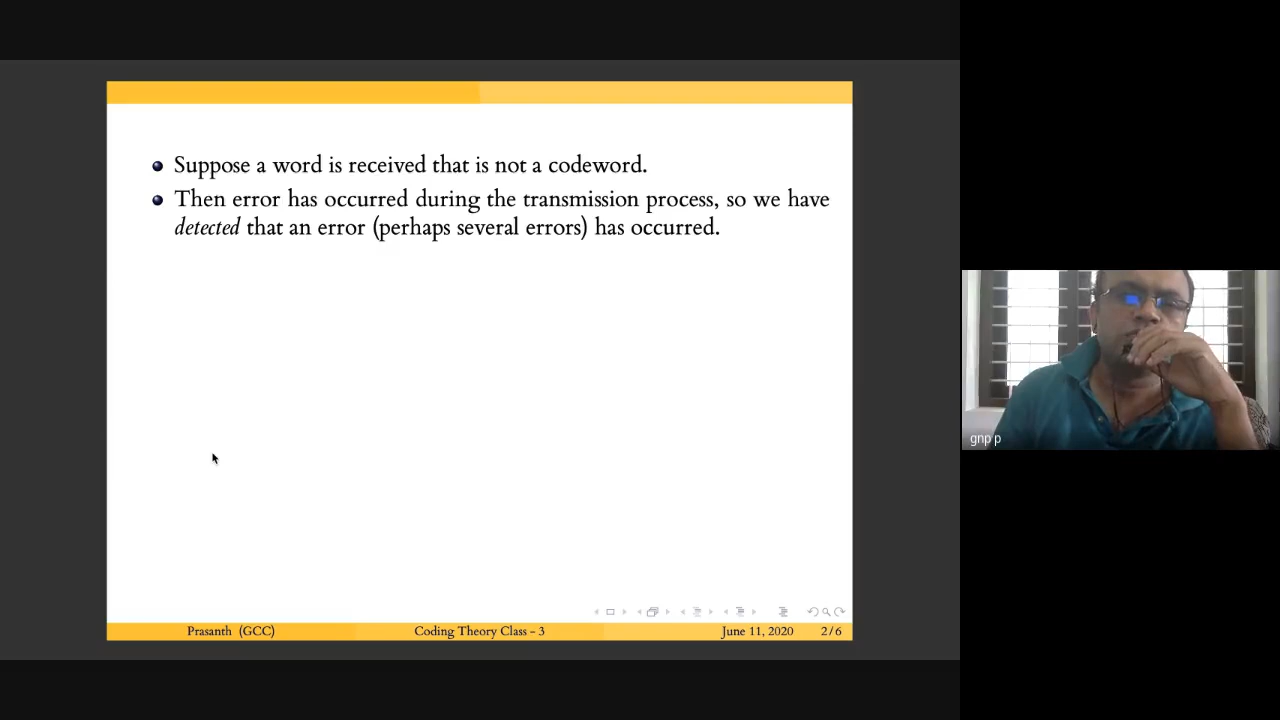 Suppose a word is received that is not a codeword.
Then error has occurred during the transmission process, so we have
detected that an error (perhaps several errors) has occurred.
gnp p
Prasanth (GCC) Coding Theory Class - 3 June 11, 2020 2/6